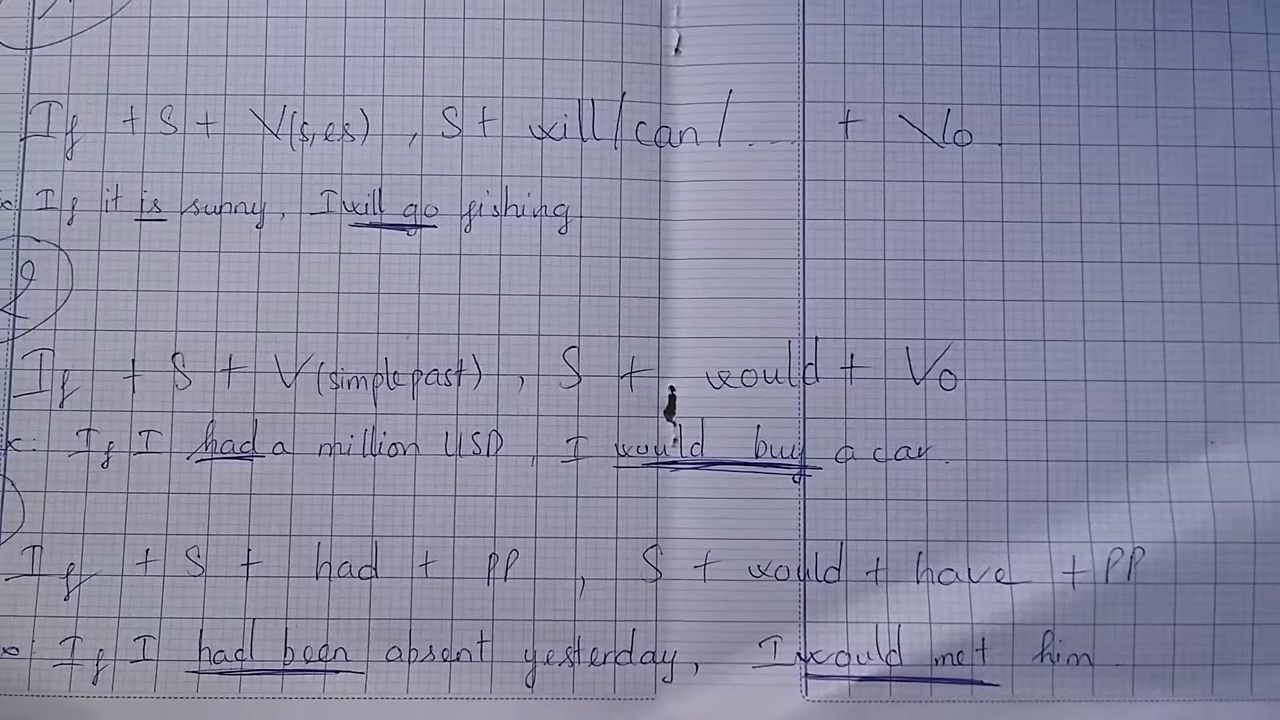 If + S + V(s,es) , S + will/can/.... + Vo
If it is sunny, I will go fishing
2
If + S + V(simple past) , S + would + Vo
x: If I had a million USD, I would buy a car.
If + S + had + PP , S + would + have + PP
If I had been absent yesterday, I would met him.